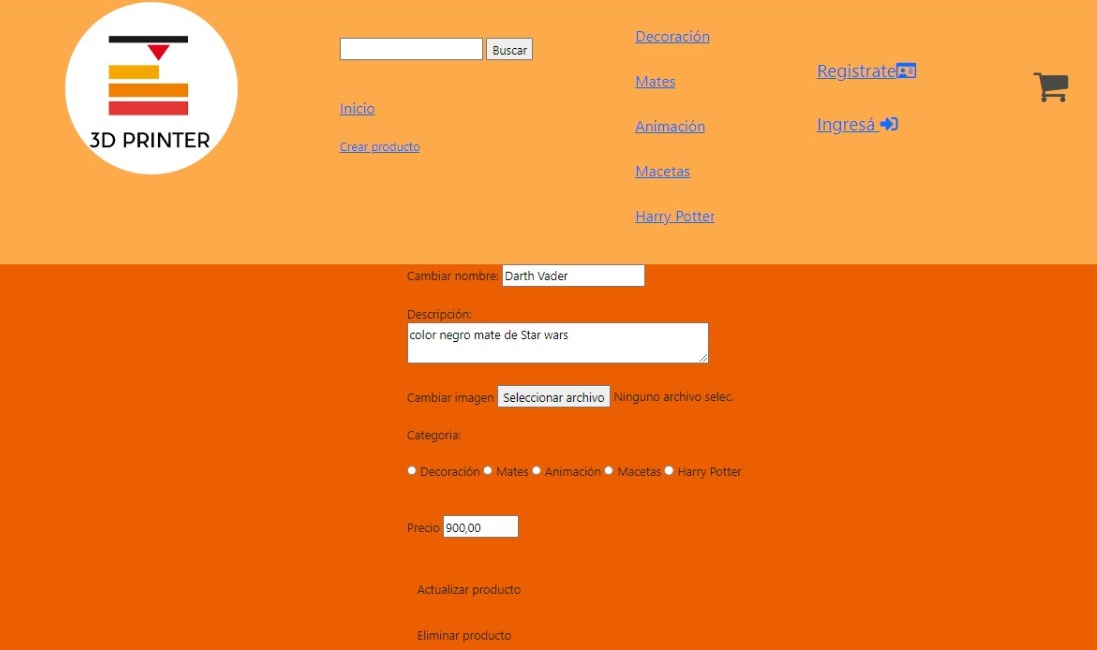 3D PRINTER
Buscar
Inicio
Crear producto
Decoración
Mates
Animación
Macetas
Harry Potter
Registrate
Ingresá
Cambiar nombre: Darth Vader
Descripción:
color negro mate de Star wars
Cambiar imagen Seleccionar archivo Ninguno archivo selec.
Categoria:
Decoración Mates Animación Macetas Harry Potter
Precio 900,00
Actualizar producto
Eliminar producto